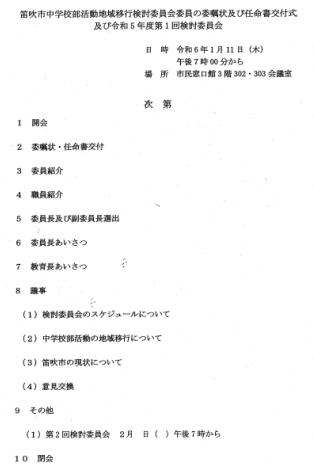 笛吹市中学校部活動地域移行検討委員会委員の委嘱状及び任命書交付式
及び令和5年度第1回検討委員会
日 時 令和6年1月11日（木）
午後7時00分から
場 所 市民窓口館3階302・303会議室
次 第
1 開会
2 委嘱状・任命書交付
3 委員紹介
4 職員紹介
5 委員長及び副委員長選出
6 委員長あいさつ
7 教育長あいさつ
8 議事
（1）検討委員会のスケジュールについて
（2）中学校部活動の地域移行について
（3）笛吹市の現状について
（4）意見交換
9 その他
（1）第2回検討委員会 2月 日（ ）午後7時から
10 閉会